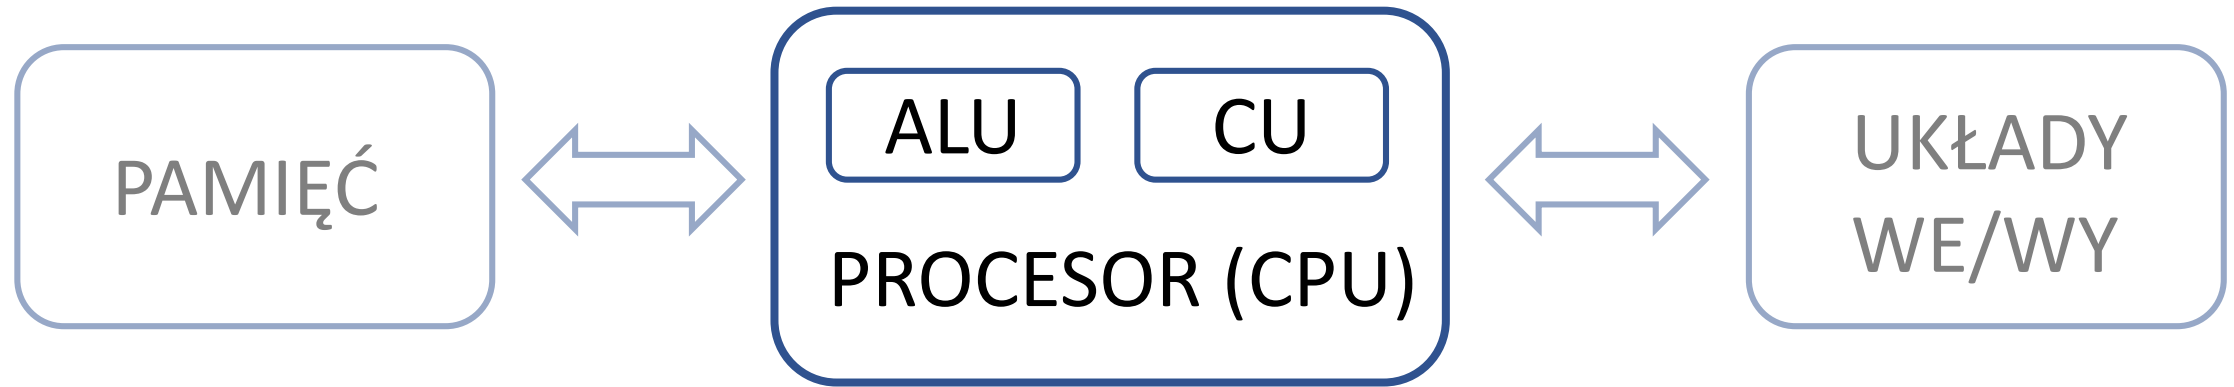 PAMIĘĆ
ALU
CU
PROCESOR (CPU)
UKŁADY
WE/WY